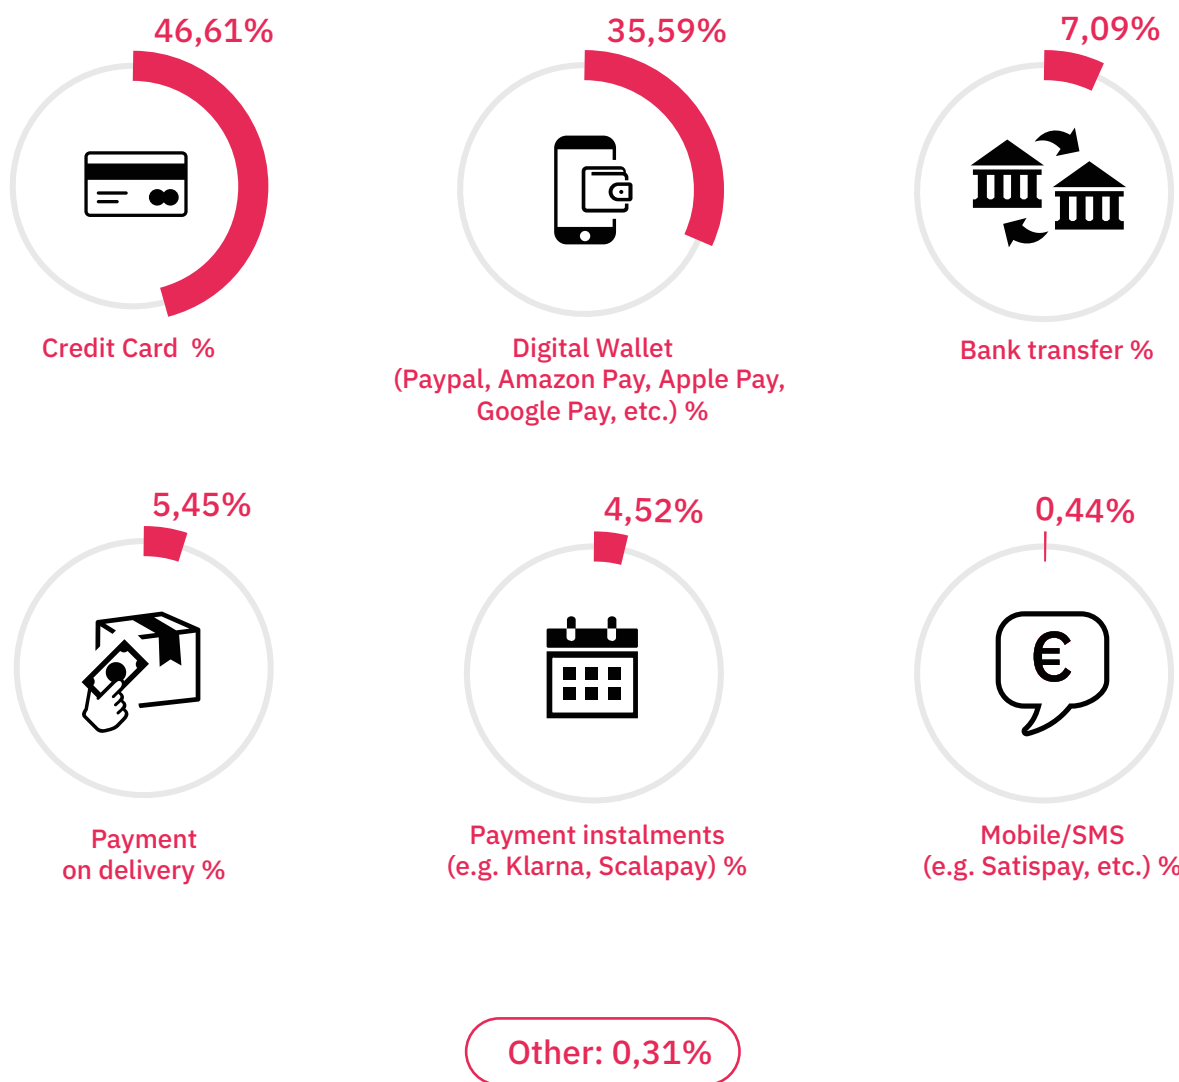 46,61%
35,59%
7,09%
Credit Card %
Digital Wallet
(Paypal, Amazon Pay, Apple Pay,
Google Pay, etc.) %
Bank transfer %
5,45%
4,52%
0,44%
€
Payment
on delivery %
Payment instalments
(e.g. Klarna, Scalapay) %
Mobile/SMS
(e.g. Satispay, etc.) %
Other: 0,31%